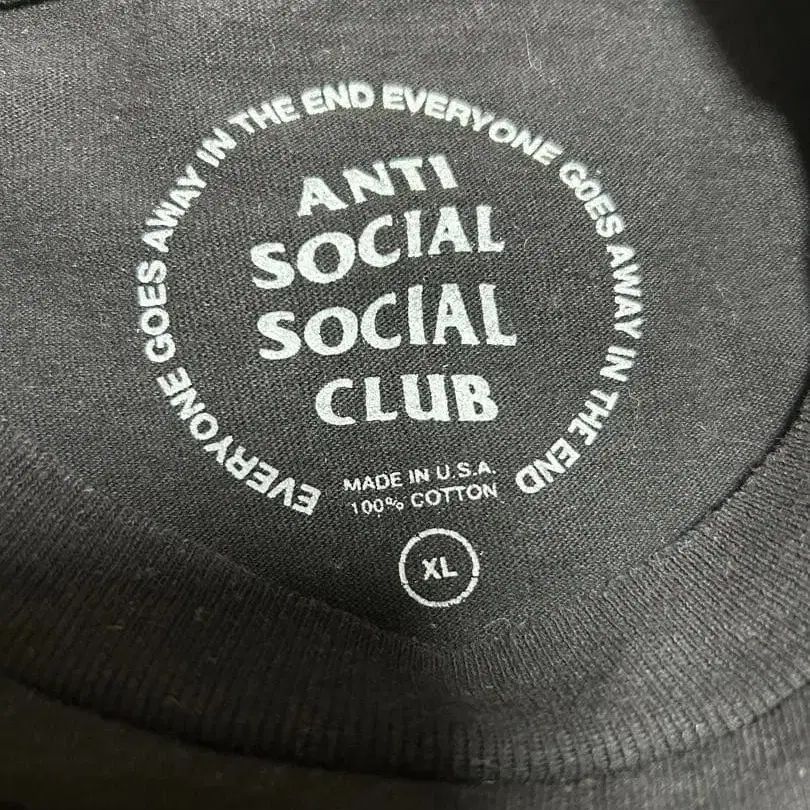 EVERYONE GOES AWAY IN THE END EVERYONE GOES AWAY IN THE END
ANTI
SOCIAL
SOCIAL
CLUB
MADE IN U.S.A.
100% COTTON
XL